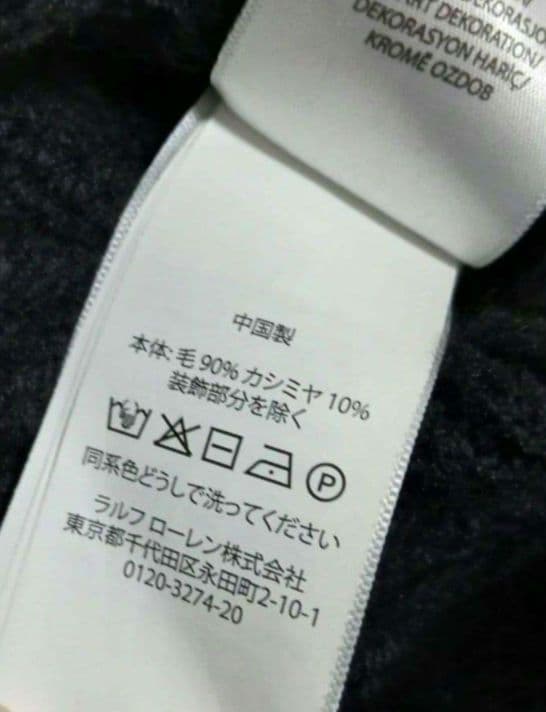 DEKORASYON HARİÇ/
KROMĚ OZDOB
中国製
本体: 毛 90% カシミヤ 10%
装飾部分を除く
P
同系色どうしで洗ってください
ラルフ ローレン株式会社
東京都千代田区永田町2-10-1
0120-3274-20